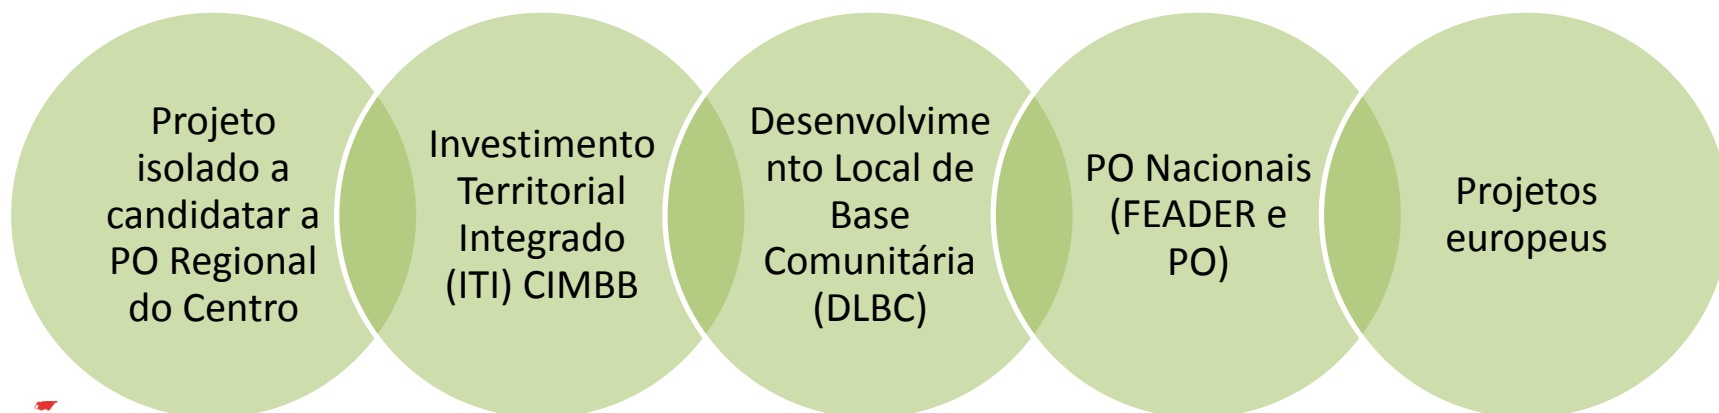 Projeto
isolado a
candidatar a
PO Regional
do Centro
Investimento
Territorial
Integrado
(ITI) CIMBB
Desenvolvime
nto Local de
Base
Comunitária
(DLBC)
PO Nacionais
(FEADER e
PO)
Projetos
europeus